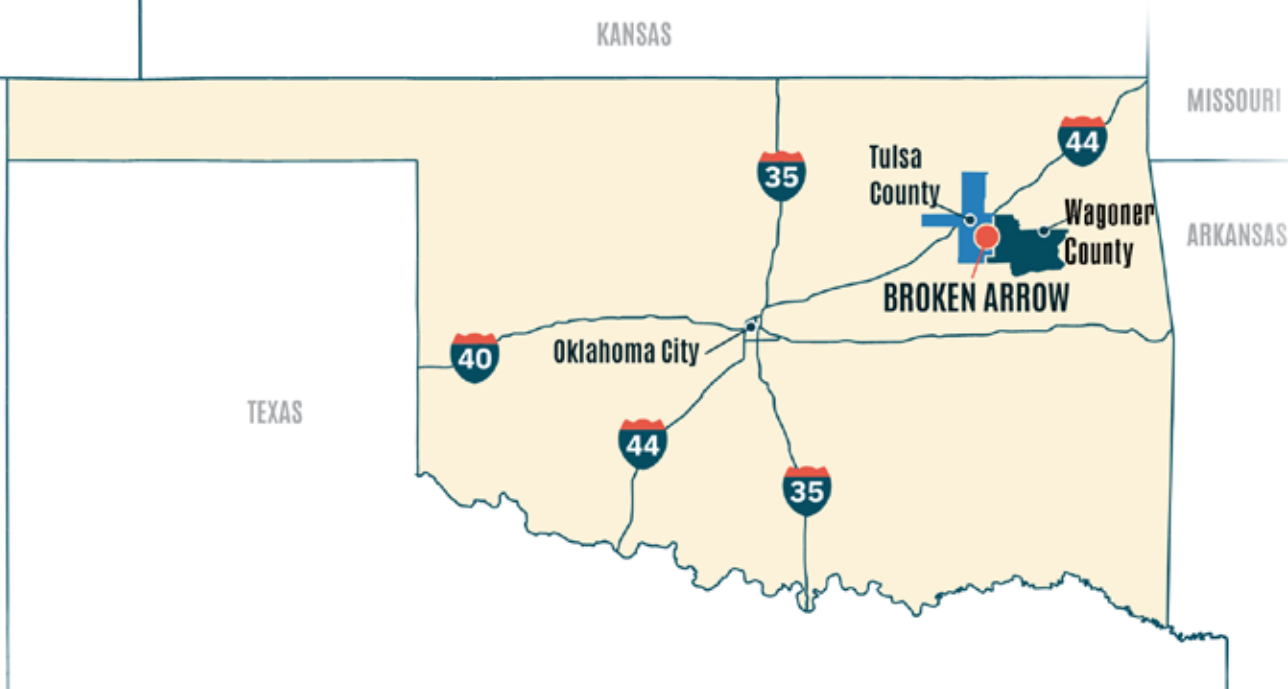 KANSAS
MISSOURI
44
Tulsa
County
35
Wagoner
County
ARKANSAS
BROKEN ARROW
40
Oklahoma City
TEXAS
44
35